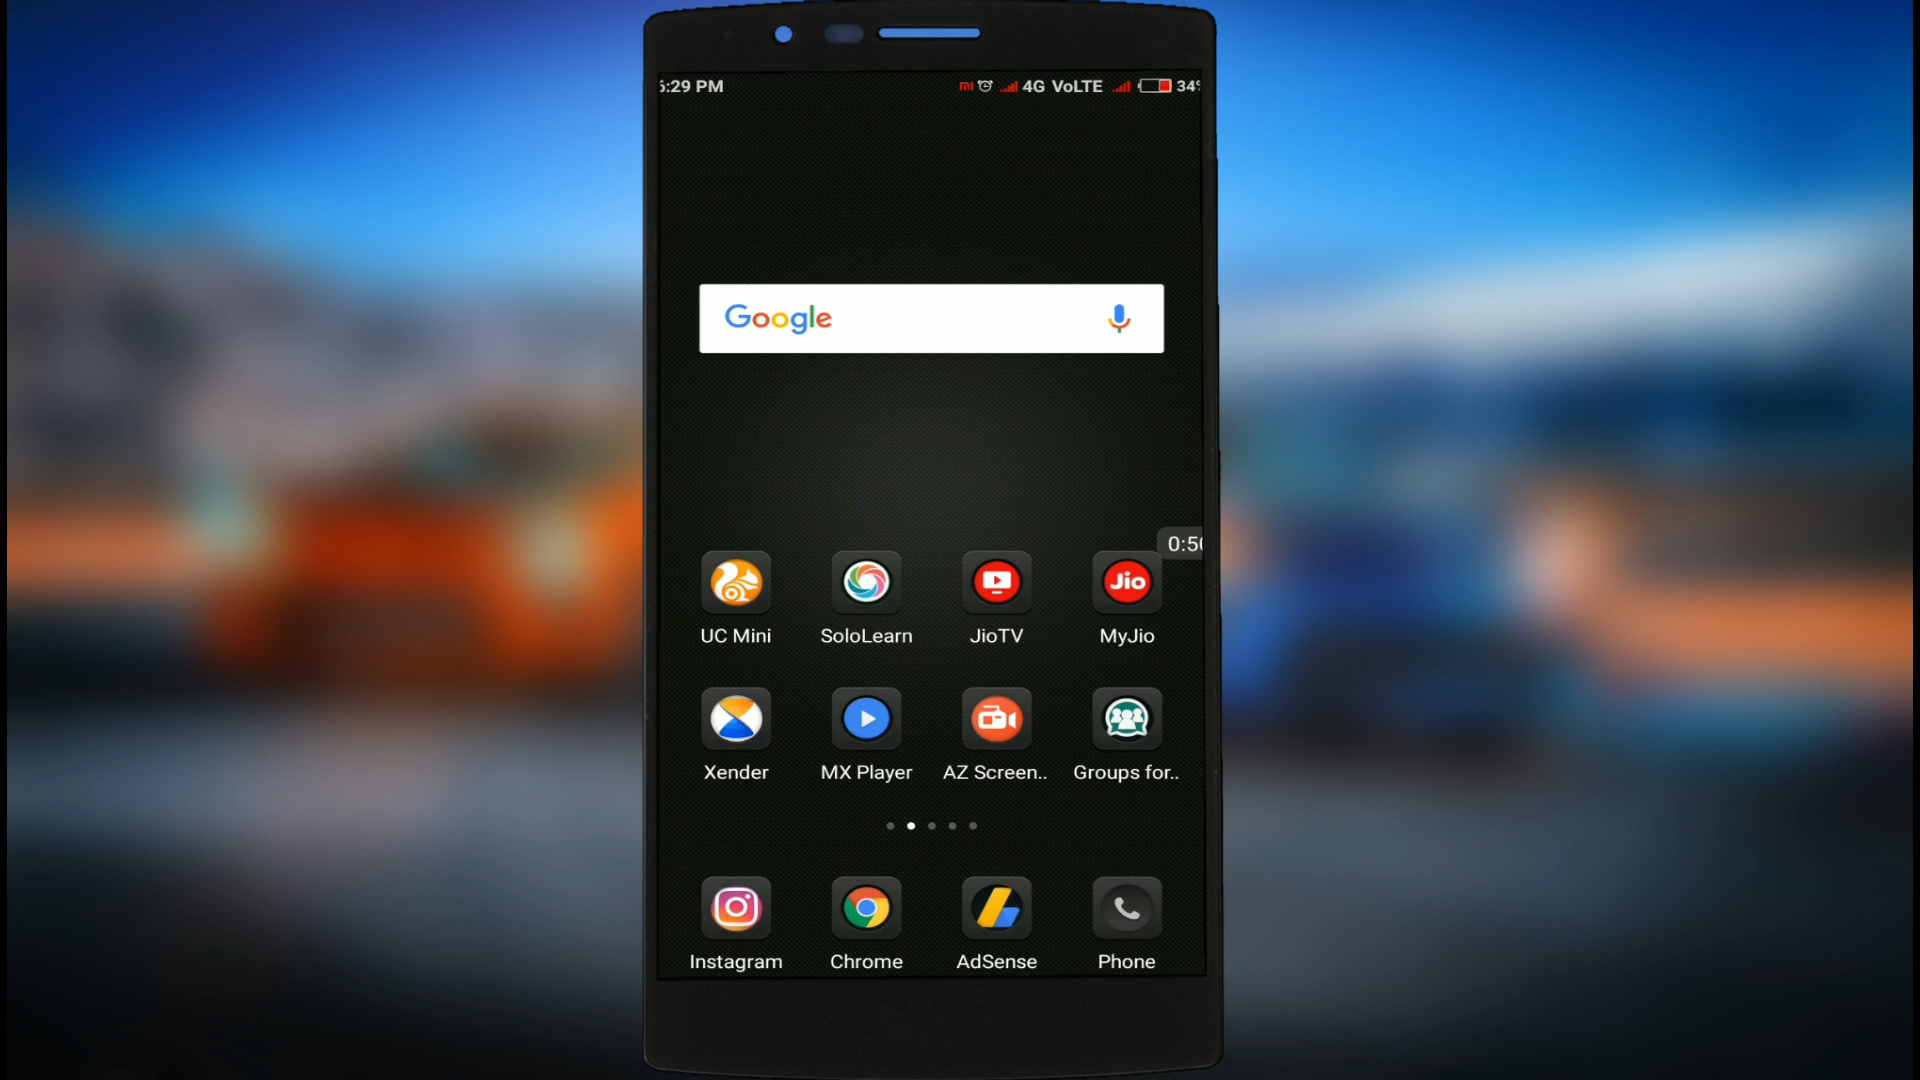 :29 PM mi 4G VoLTE 34
Google
0:5
UC Mini SoloLearn JioTV Jio MyJio
Xender MX Player AZ Screen.. Groups for..
Instagram Chrome AdSense Phone